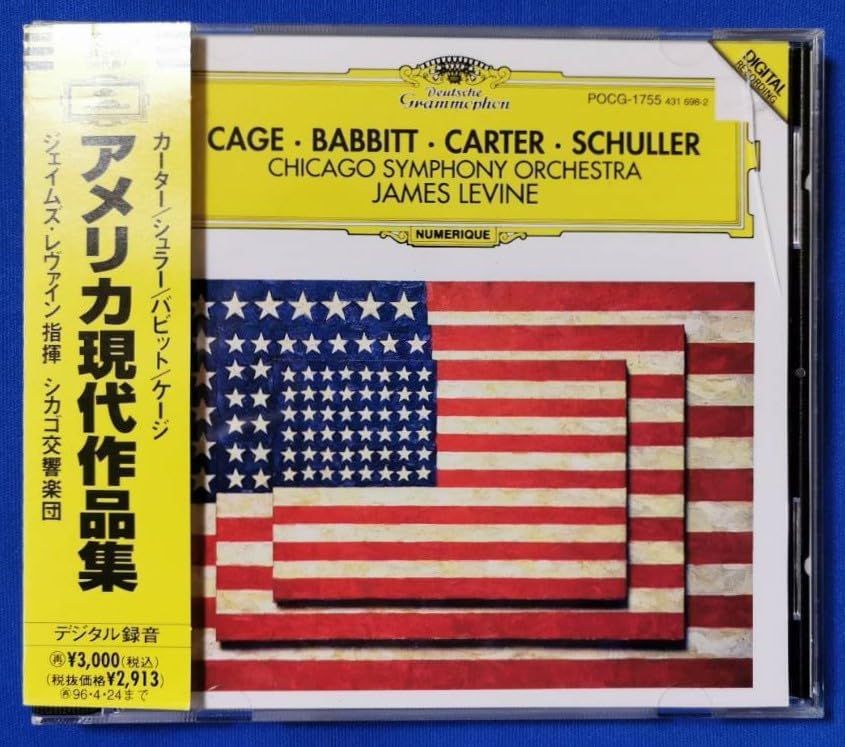 カーター/シュラー/バビット/ケージ
アメリカ現代作品集
ジェイムズ・レヴァイン 指揮 シカゴ交響楽団
デジタル録音
再¥3,000(税込)
(税抜価格¥2,913)
再96・4・24まで
Deutsche
Grammophon
POCG-1755 431 698-2
DIGITAL
RECORDING
CAGE · BABBITT · CARTER · SCHULLER
CHICAGO SYMPHONY ORCHESTRA
JAMES LEVINE
NUMERIQUE